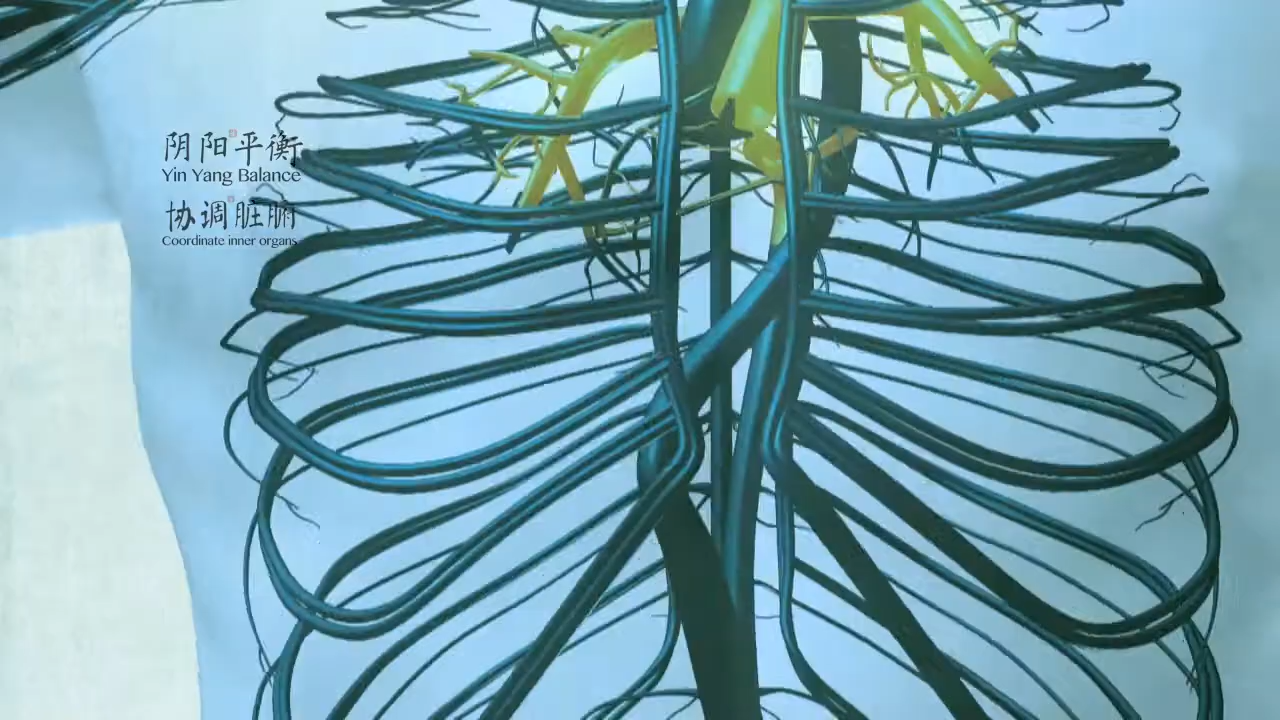 阴阳平衡
Yin Yang Balance
协调脏腑
Coordinate inner organs